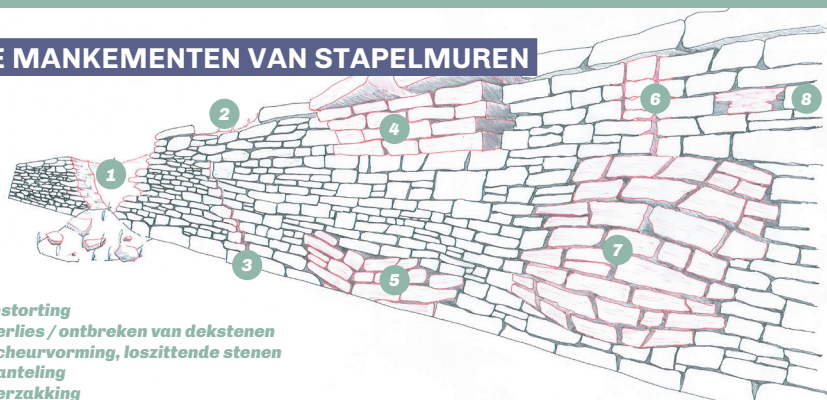 E MANKEMENTEN VAN STAPELMUREN
2
6
8
4
1
7
3
5
nstorting
erlies / ontbreken van dekstenen
cheurvorming, loszittende stenen
anteling
erzakking